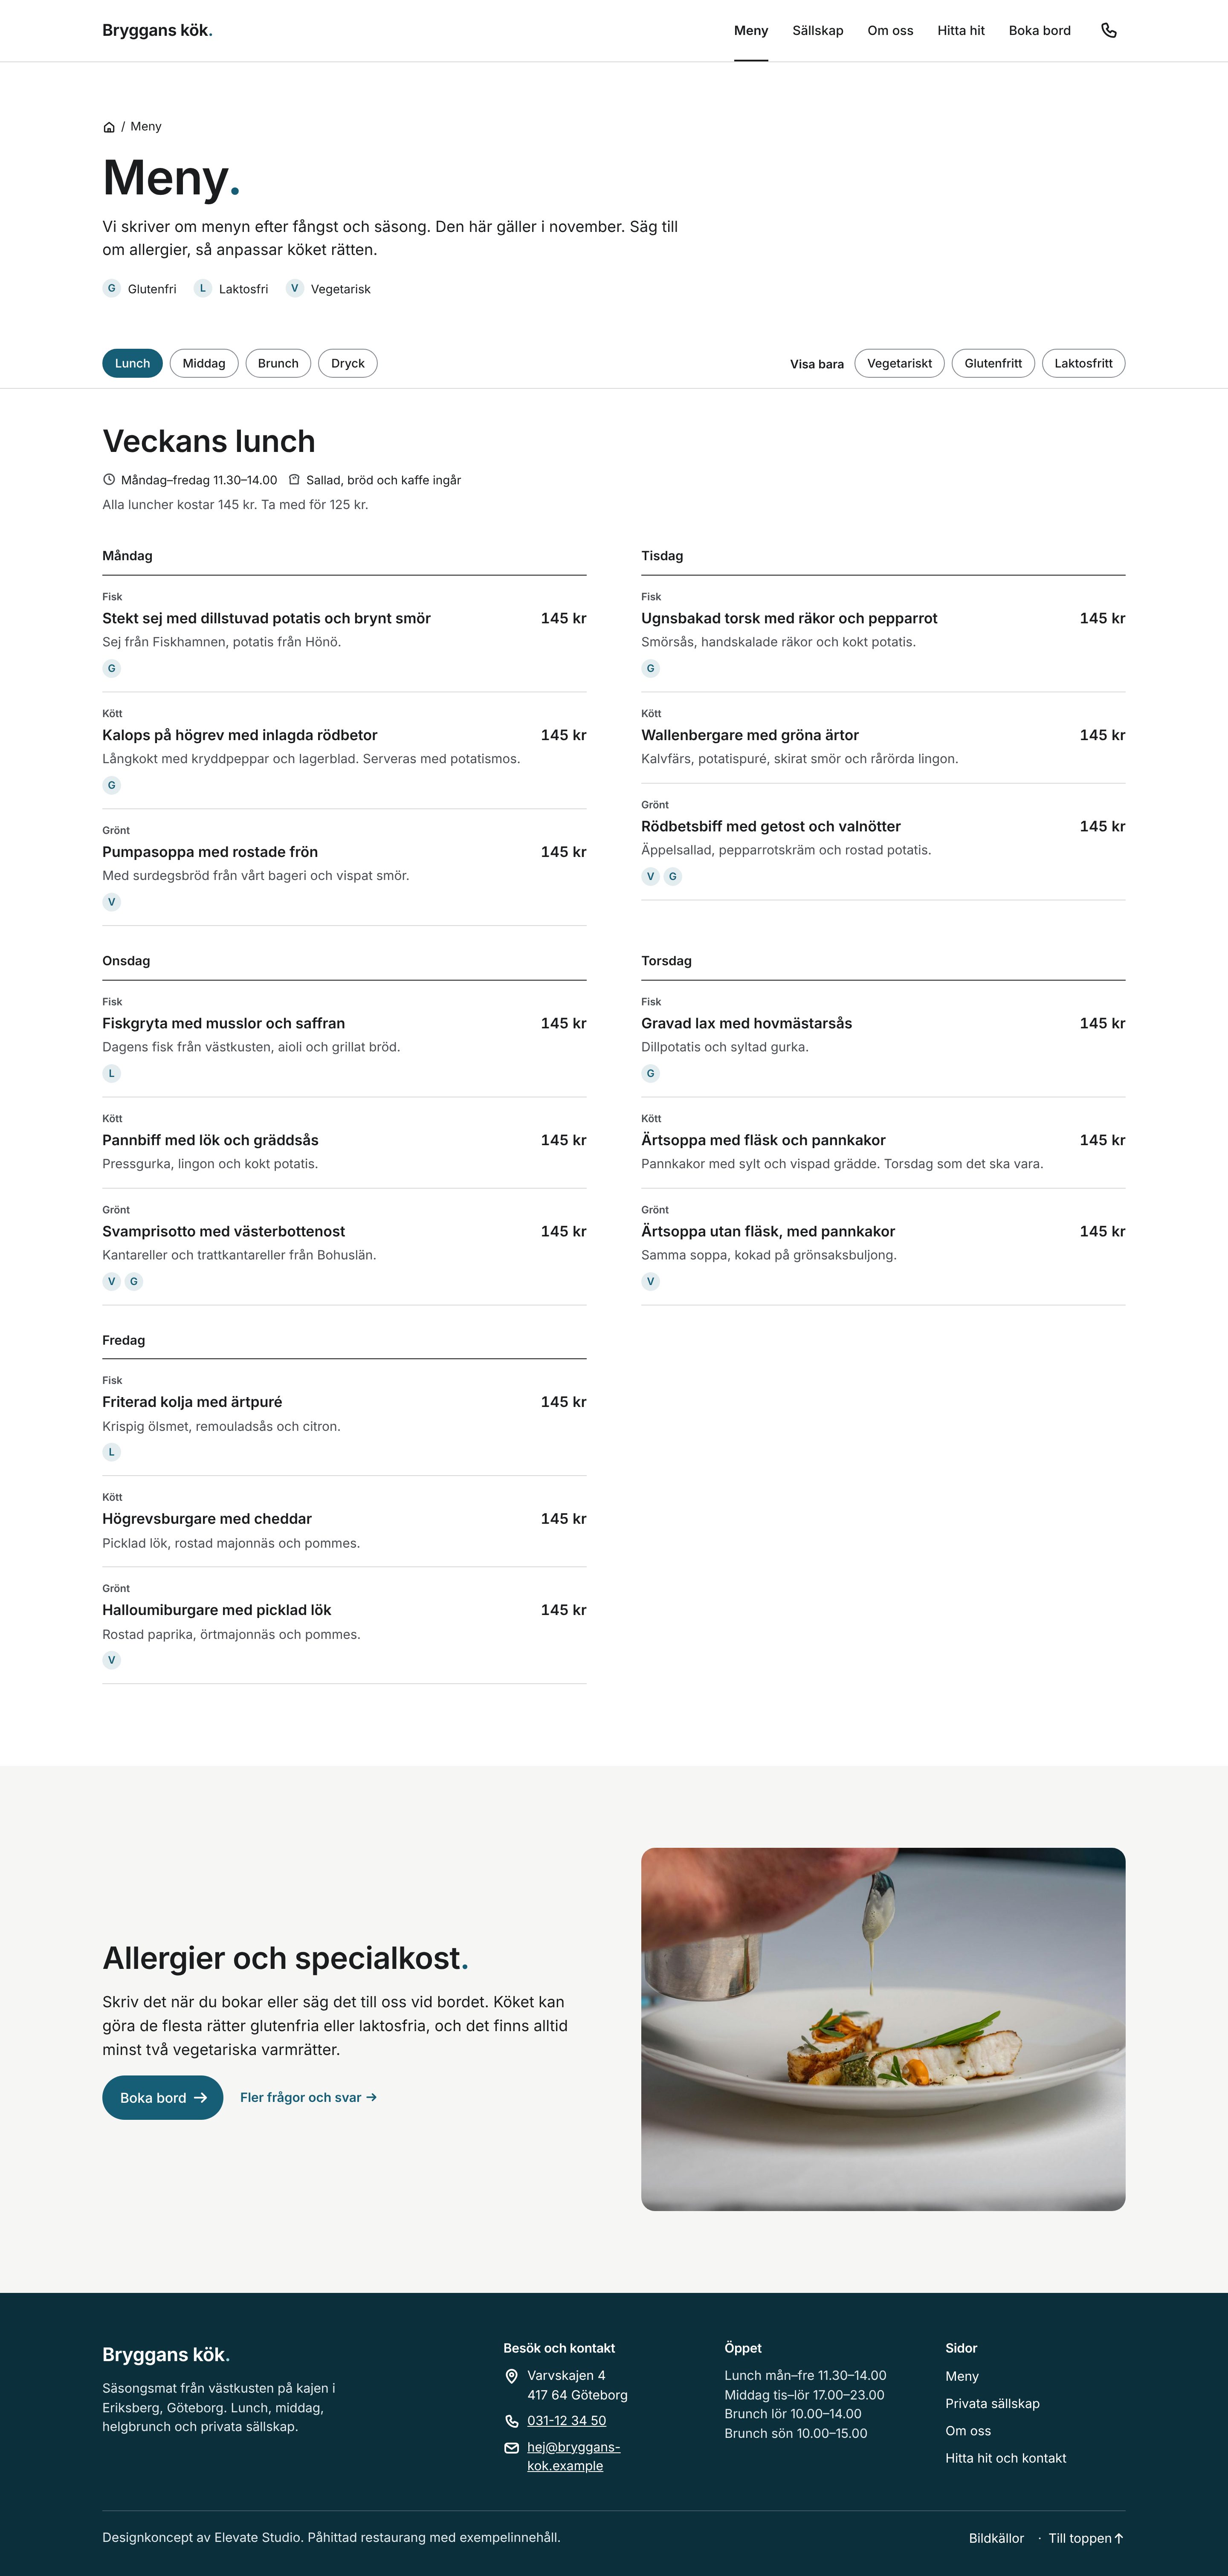 Bryggans kök.
Meny
Sällskap
Om oss
Hitta hit
Boka bord
/ Meny
Meny.
Vi skriver om menyn efter fångst och säsong. Den här gäller i november. Säg till
om allergier, så anpassar köket rätten.
G Glutenfri
L Laktosfri
V Vegetarisk
Lunch
Middag
Brunch
Dryck
Visa bara
Vegetariskt
Glutenfritt
Laktosfritt
Veckans lunch
Måndag–fredag 11.30–14.00
Sallad, bröd och kaffe ingår
Alla luncher kostar 145 kr. Ta med för 125 kr.
Måndag
Fisk
Stekt sej med dillstuvad potatis och brynt smör 145 kr
Sej från Fiskhamnen, potatis från Hönö.
G
Kött
Kalops på högrev med inlagda rödbetor 145 kr
Långkokt med kryddpeppar och lagerblad. Serveras med potatismos.
G
Grönt
Pumpasoppa med rostade frön 145 kr
Med surdegsbröd från vårt bageri och vispat smör.
V
Tisdag
Fisk
Ugnsbakad torsk med räkor och pepparrot 145 kr
Smörsås, handskalade räkor och kokt potatis.
G
Kött
Wallenbergare med gröna ärtor 145 kr
Kalvfärs, potatispuré, skirat smör och rårörda lingon.
Grönt
Rödbetsbiff med getost och valnötter 145 kr
Äppelsallad, pepparrotskräm och rostad potatis.
V G
Onsdag
Fisk
Fiskgryta med musslor och saffran 145 kr
Dagens fisk från västkusten, aioli och grillat bröd.
L
Kött
Pannbiff med lök och gräddsås 145 kr
Pressgurka, lingon och kokt potatis.
Grönt
Svamprisotto med västerbottenost 145 kr
Kantareller och trattkantareller från Bohuslän.
V G
Torsdag
Fisk
Gravad lax med hovmästarsås 145 kr
Dillpotatis och syltad gurka.
G
Kött
Ärtsoppa med fläsk och pannkakor 145 kr
Pannkakor med sylt och vispad grädde. Torsdag som det ska vara.
Grönt
Ärtsoppa utan fläsk, med pannkakor 145 kr
Samma soppa, kokad på grönsaksbuljong.
V
Fredag
Fisk
Friterad kolja med ärtpuré 145 kr
Krispig ölsmet, remouladsås och citron.
L
Kött
Högrevsburgare med cheddar 145 kr
Picklad lök, rostad majonnäs och pommes.
Grönt
Halloumiburgare med picklad lök 145 kr
Rostad paprika, örtmajonnäs och pommes.
V
Allergier och specialkost.
Skriv det när du bokar eller säg det till oss vid bordet. Köket kan
göra de flesta rätter glutenfria eller laktosfria, och det finns alltid
minst två vegetariska varmrätter.
Boka bord →
Fler frågor och svar →
Bryggans kök.
Säsongsmat från västkusten på kajen i
Eriksberg, Göteborg. Lunch, middag,
helgbrunch och privata sällskap.
Besök och kontakt
Varvskajen 4
417 64 Göteborg
031-12 34 50
hej@bryggans-
kok.example
Öppet
Lunch mån–fre 11.30–14.00
Middag tis–lör 17.00–23.00
Brunch lör 10.00–14.00
Brunch sön 10.00–15.00
Sidor
Meny
Privata sällskap
Om oss
Hitta hit och kontakt
Designkoncept av Elevate Studio. Påhittad restaurang med exempelinnehåll.
Bildkällor · Till toppen ↑